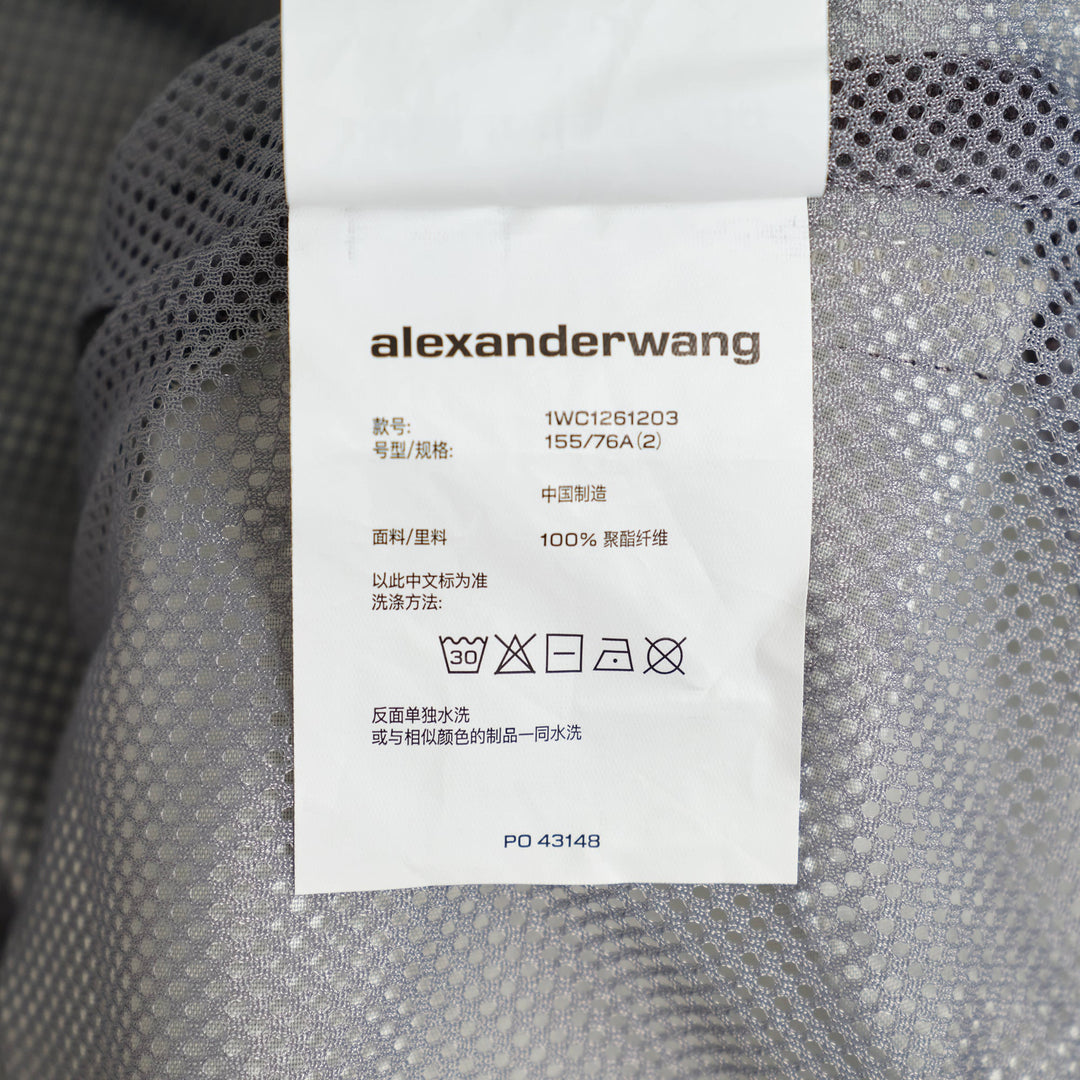 alexanderwang
款号: 1WC1261203
号型/规格: 155/76A(2)
中国制造
面料/里料 100% 聚酯纤维
以此中文标为准
洗涤方法:
30
反面单独水洗
或与相似颜色的制品一同水洗
PO 43148